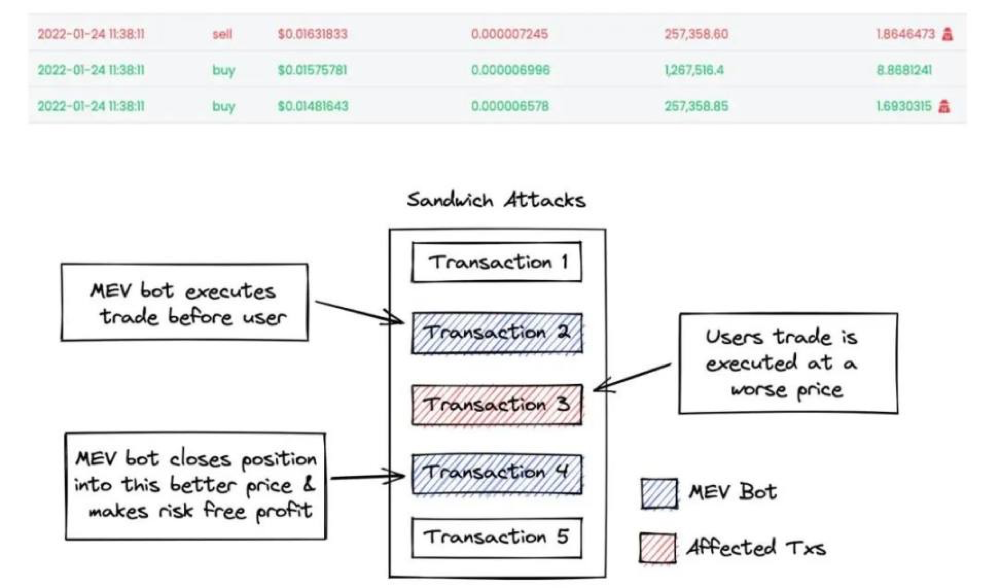 2022-01-24 11:38:11 sell $0.01631833 0.000007245 257,358.60 1.8646473
2022-01-24 11:38:11 buy $0.01575781 0.000006996 1,267,516.4 8.8681241
2022-01-24 11:38:11 buy $0.01481643 0.000006578 257,358.85 1.6930315
Sandwich Attacks
Transaction 1
MEV bot executes
trade before user
Transaction 2
Users trade is
executed at a
worse price
Transaction 3
MEV bot closes position
into this better price &
makes risk free profit
Transaction 4
MEV Bot
Transaction 5
Affected Txs